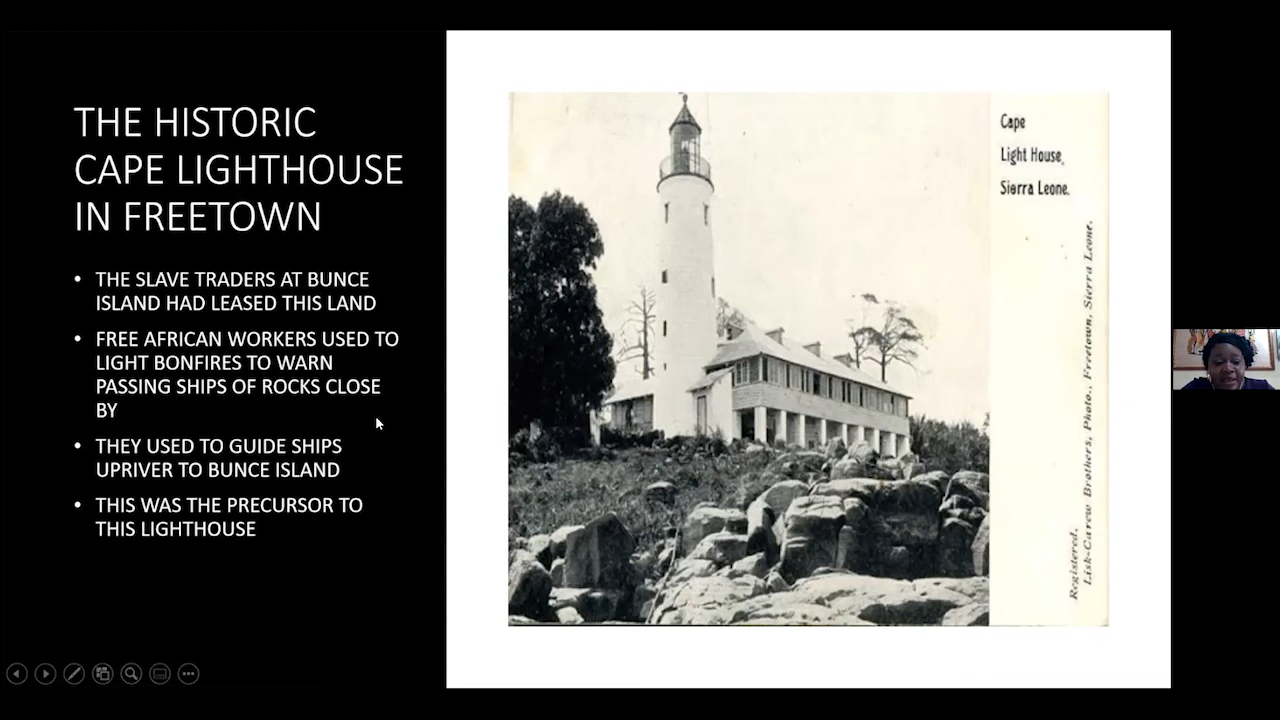 THE HISTORIC
CAPE LIGHTHOUSE
IN FREETOWN
• THE SLAVE TRADERS AT BUNCE
ISLAND HAD LEASED THIS LAND
• FREE AFRICAN WORKERS USED TO
LIGHT BONFIRES TO WARN
PASSING SHIPS OF ROCKS CLOSE
BY
• THEY USED TO GUIDE SHIPS
UPRIVER TO BUNCE ISLAND
• THIS WAS THE PRECURSOR TO
THIS LIGHTHOUSE
Cape
Light House,
Sierra Leone.
Registered.
Lisk-Carew Brothers, Photo., Freetown, Sierra Leone.